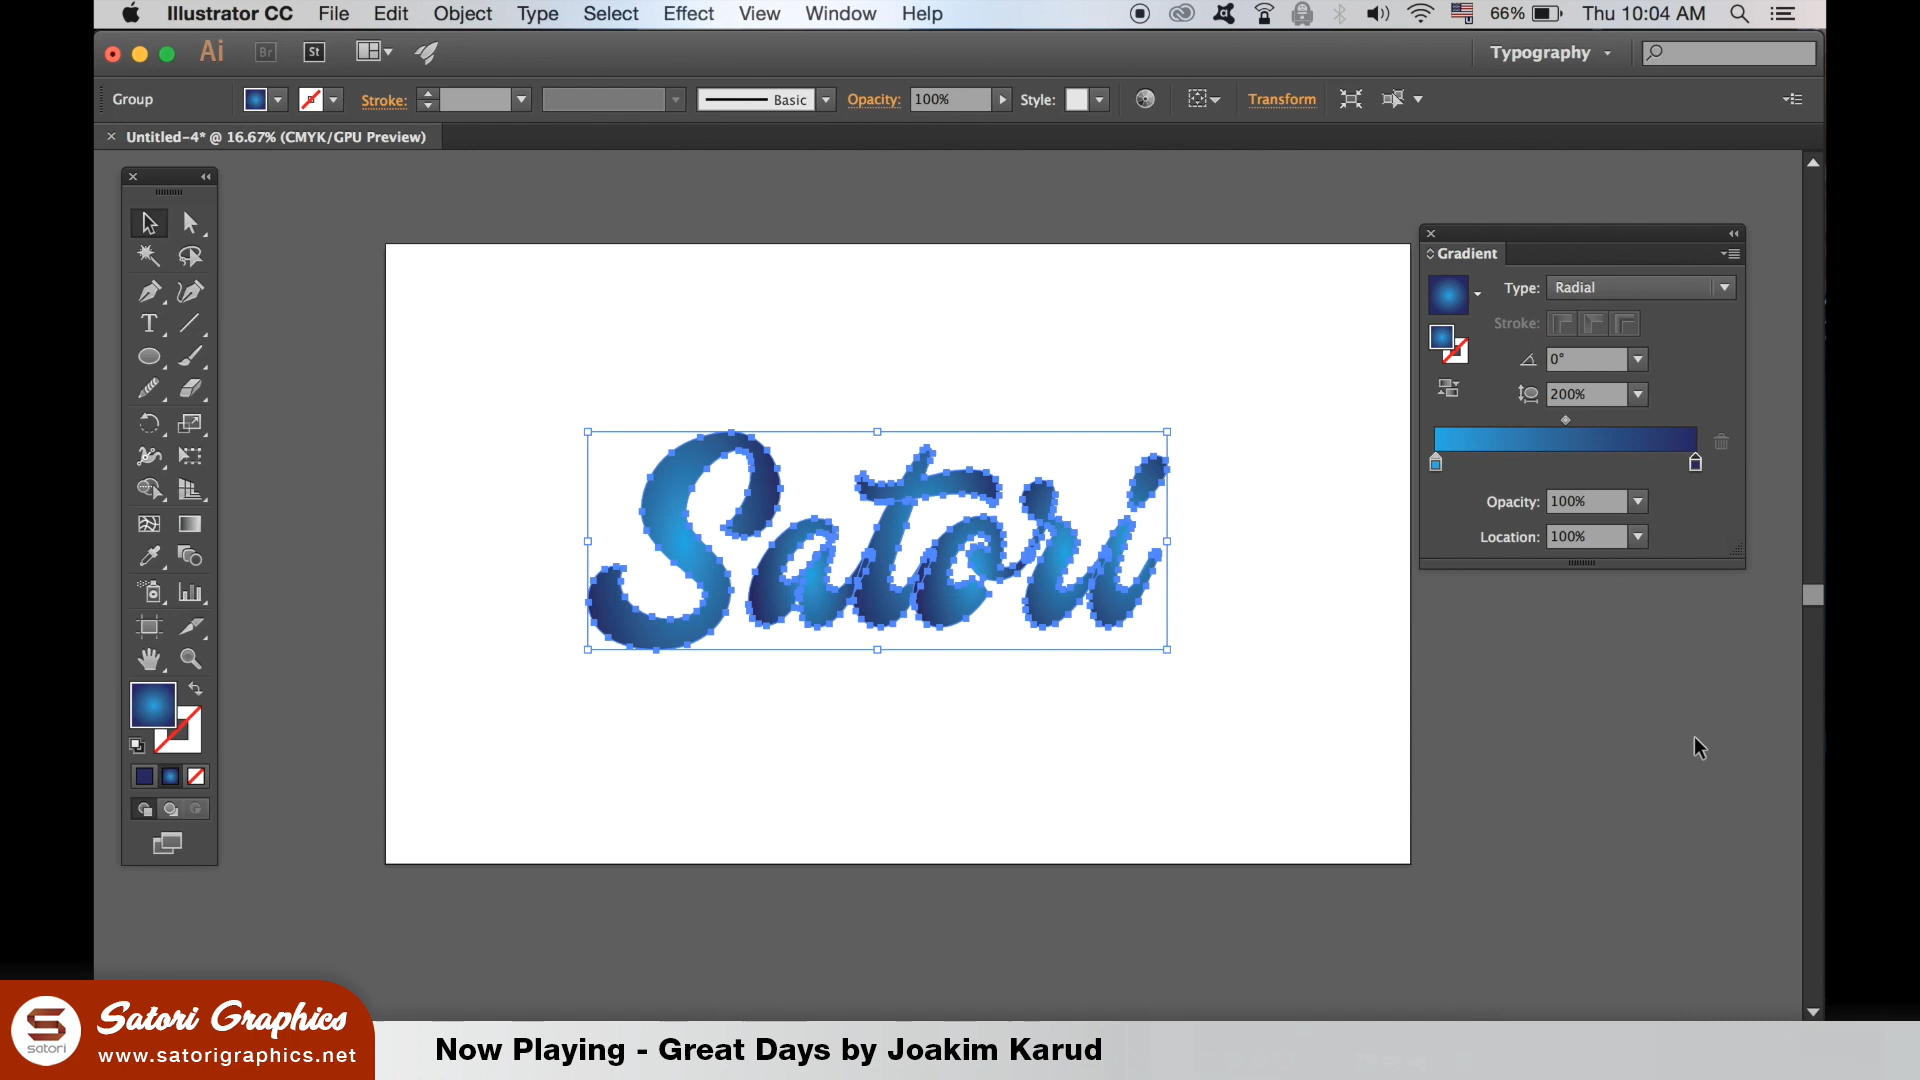 Illustrator CC File Edit Object Type Select Effect View Window Help 66% Thu 10:04 AM
Ai Br St Typography
Group Stroke: Basic Opacity: 100% Style: Transform
Untitled-4* @ 16.67% (CMYK/GPU Preview)
Gradient
Type: Radial
Stroke:
0°
200%
Opacity: 100%
Location: 100%
Satori
Satori Graphics
satori
www.satorigraphics.net
Now Playing - Great Days by Joakim Karud